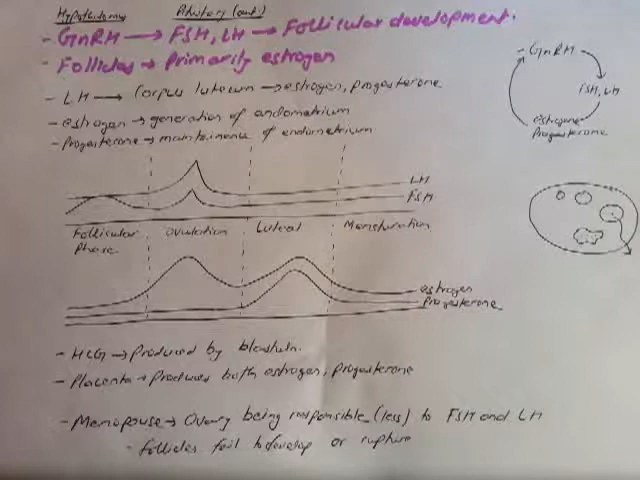 Hypothalamus Pituitary (ant.)
- GnRH → FSH, LH → Follicular development.
- Follicles → Primarily estrogen
- LH → Corpus luteum → estrogen, progesterone
- estrogen → generation of endometrium
- Progesterone → maintainence of endometrium
- GnRH
FSH, LH
estrogene
Progesterone
LH
FSH
Follicular Phase
Ovulation
Luteal
Menstruation
estrogen
Progesterone
- HCG → Produced by
- Placenta → Produces both estrogen, progesterone
- Menopause → Ovary being responsible (less) to FSH and LH
- follicles fail to develop or rupture